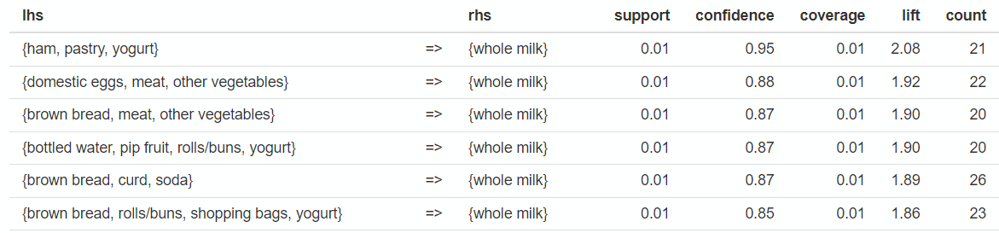 lhs rhs support confidence coverage lift count
{ham, pastry, yogurt} => {whole milk} 0.01 0.95 0.01 2.08 21
{domestic eggs, meat, other vegetables} => {whole milk} 0.01 0.88 0.01 1.92 22
{brown bread, meat, other vegetables} => {whole milk} 0.01 0.87 0.01 1.90 20
{bottled water, pip fruit, rolls/buns, yogurt} => {whole milk} 0.01 0.87 0.01 1.90 20
{brown bread, curd, soda} => {whole milk} 0.01 0.87 0.01 1.89 26
{brown bread, rolls/buns, shopping bags, yogurt} => {whole milk} 0.01 0.85 0.01 1.86 23